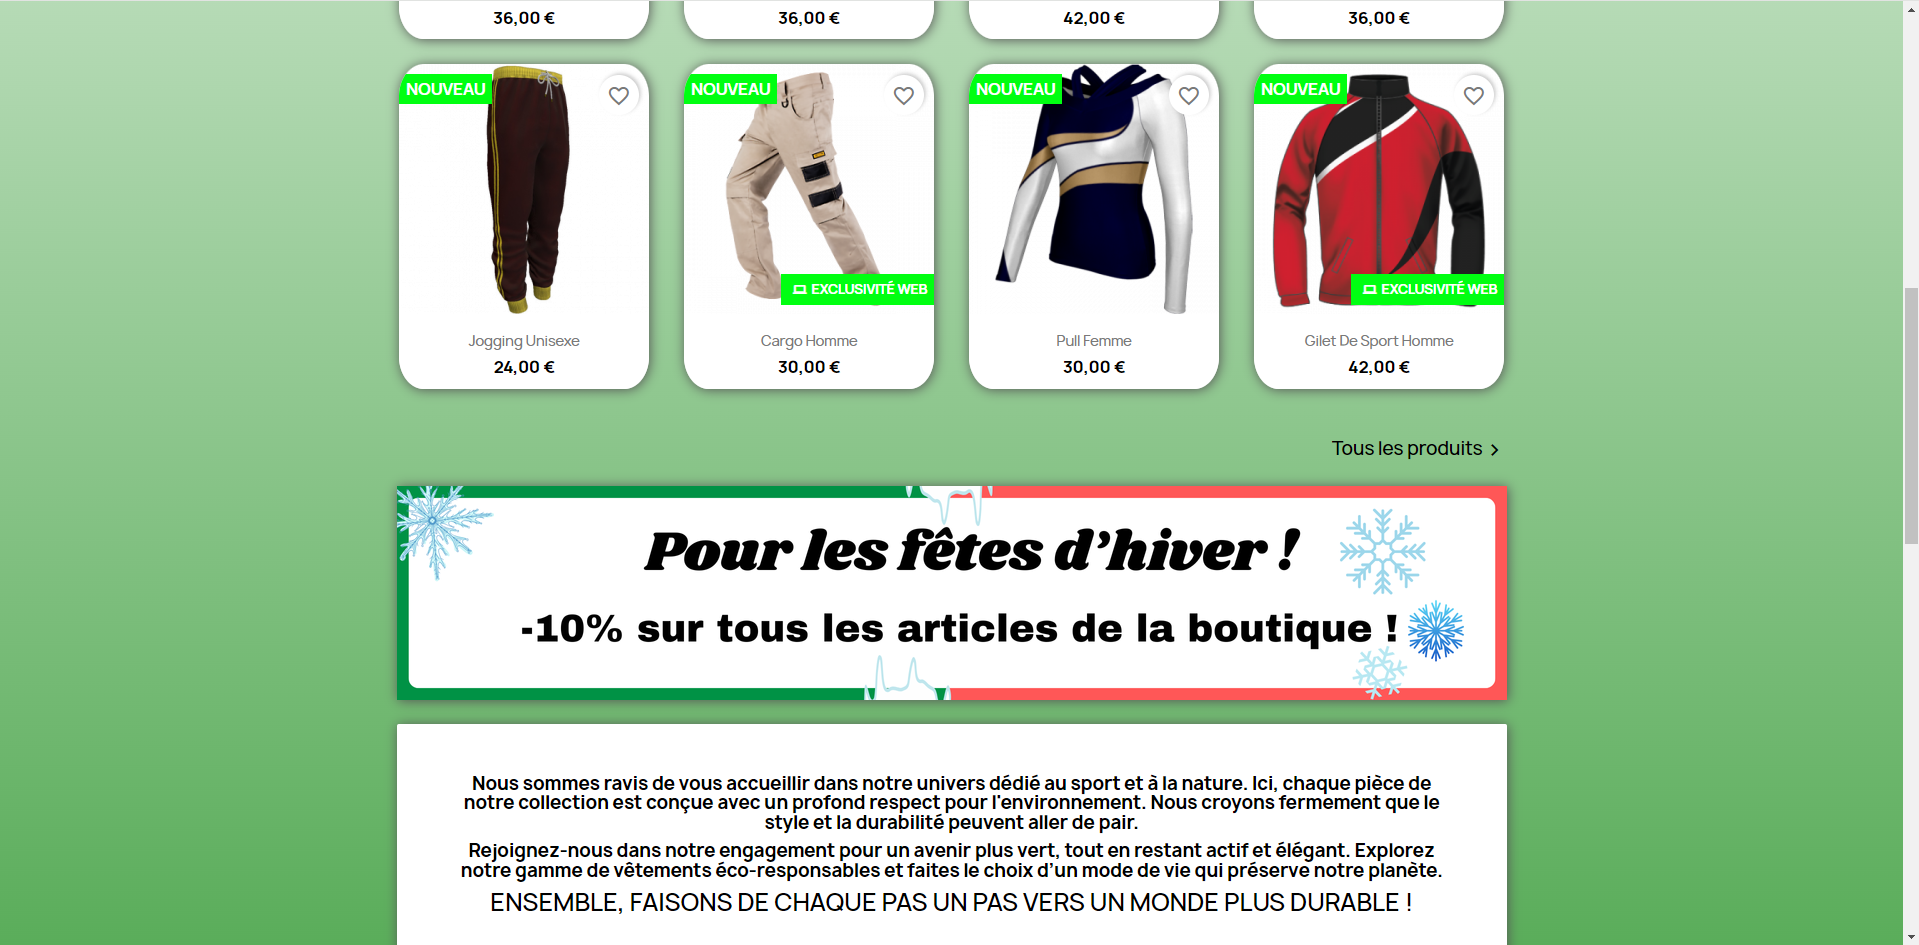 36,00 €
36,00 €
42,00 €
36,00 €
NOUVEAU
NOUVEAU
NOUVEAU
NOUVEAU
EXCLUSIVITÉ WEB
EXCLUSIVITÉ WEB
Jogging Unisexe
Cargo Homme
Pull Femme
Gilet De Sport Homme
24,00 €
30,00 €
30,00 €
42,00 €
Tous les produits
Pour les fêtes d’hiver !
-10% sur tous les articles de la boutique !
Nous sommes ravis de vous accueillir dans notre univers dédié au sport et à la nature. Ici, chaque pièce de
notre collection est conçue avec un profond respect pour l'environnement. Nous croyons fermement que le
style et la durabilité peuvent aller de pair.
Rejoignez-nous dans notre engagement pour un avenir plus vert, tout en restant actif et élégant. Explorez
notre gamme de vêtements éco-responsables et faites le choix d’un mode de vie qui préserve notre planète.
ENSEMBLE, FAISONS DE CHAQUE PAS UN PAS VERS UN MONDE PLUS DURABLE !